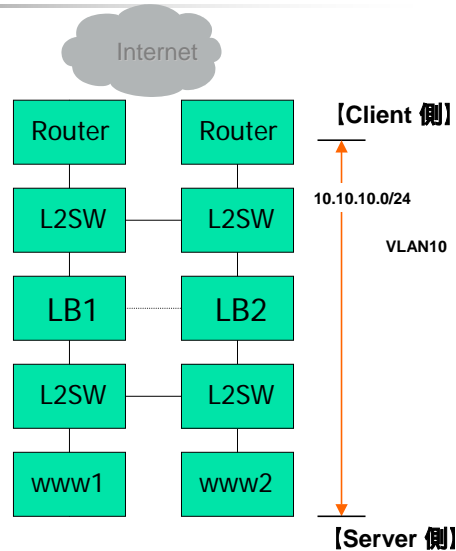 Internet
【Client 側】
Router
Router
10.10.10.0/24
L2SW
L2SW
VLAN10
LB1
LB2
L2SW
L2SW
www1
www2
【Server 側】